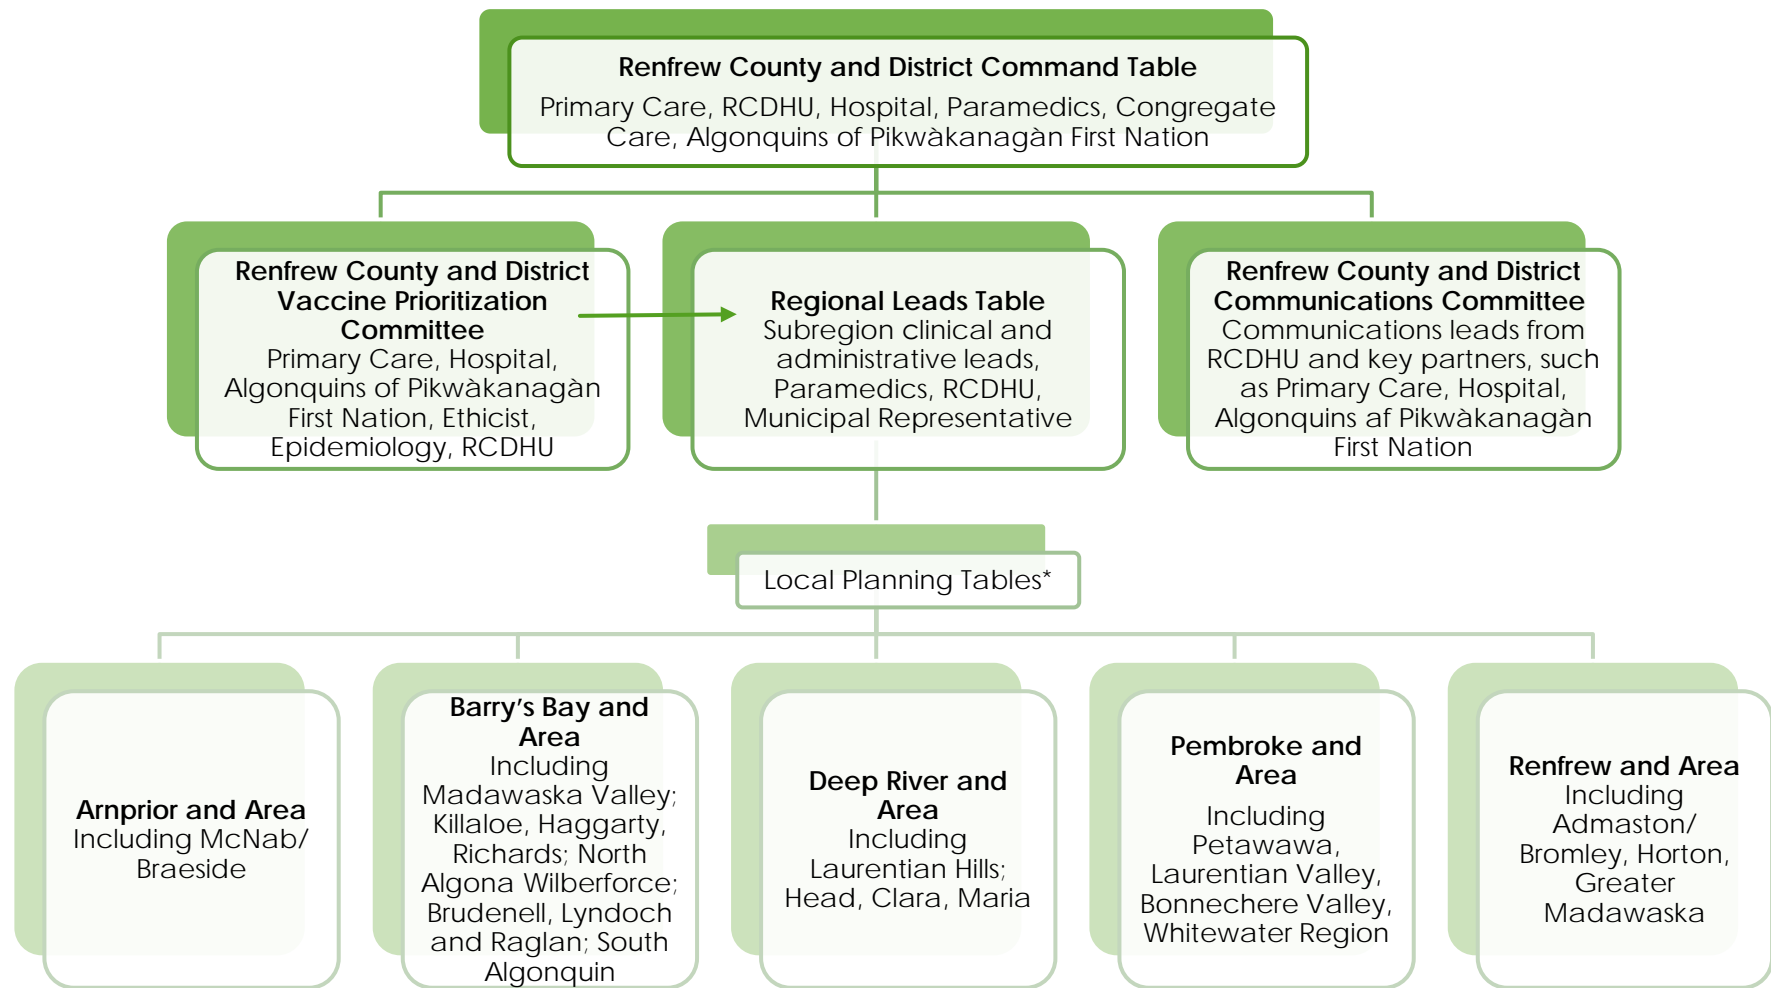 Renfrew County and District Command Table
Primary Care, RCDHU, Hospital, Paramedics, Congregate
Care, Algonquins of Pikwàkanagàn First Nation
Renfrew County and District
Vaccine Prioritization
Committee
Primary Care, Hospital,
Algonquins of Pikwàkanagàn
First Nation, Ethicist,
Epidemiology, RCDHU
Regional Leads Table
Subregion clinical and
administrative leads,
Paramedics, RCDHU,
Municipal Representative
Renfrew County and District
Communications Committee
Communications leads from
RCDHU and key partners, such
as Primary Care, Hospital,
Algonquins af Pikwàkanagàn
First Nation
Local Planning Tables*
Arnprior and Area
Including McNab/
Braeside
Barry’s Bay and
Area
Including
Madawaska Valley;
Killaloe, Haggarty,
Richards; North
Algona Wilberforce;
Brudenell, Lyndoch
and Raglan; South
Algonquin
Deep River and
Area
Including
Laurentian Hills;
Head, Clara, Maria
Pembroke and
Area
Including
Petawawa,
Laurentian Valley,
Bonnechere Valley,
Whitewater Region
Renfrew and Area
Including
Admaston/
Bromley, Horton,
Greater
Madawaska